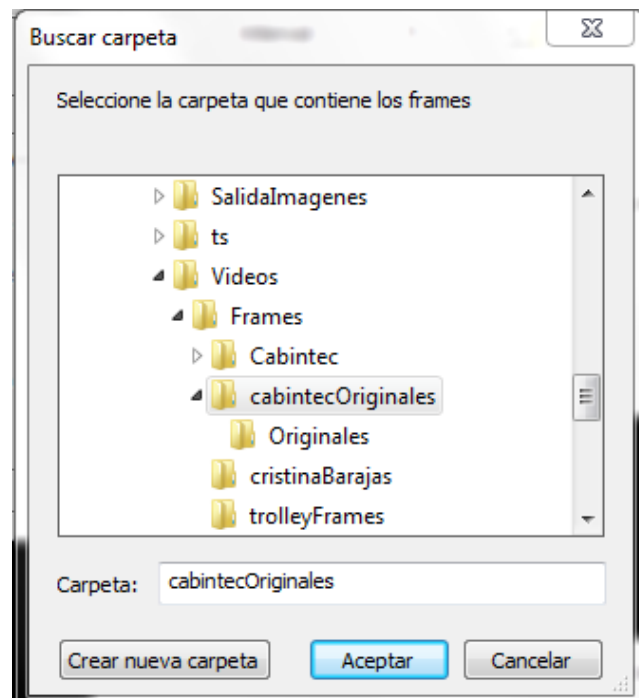 Buscar carpeta
Seleccione la carpeta que contiene los frames
SalidaImagenes
ts
Videos
Frames
Cabintec
cabintecOriginales
Originales
cristinaBarajas
trolleyFrames
Carpeta: cabintecOriginales
Crear nueva carpeta Aceptar Cancelar